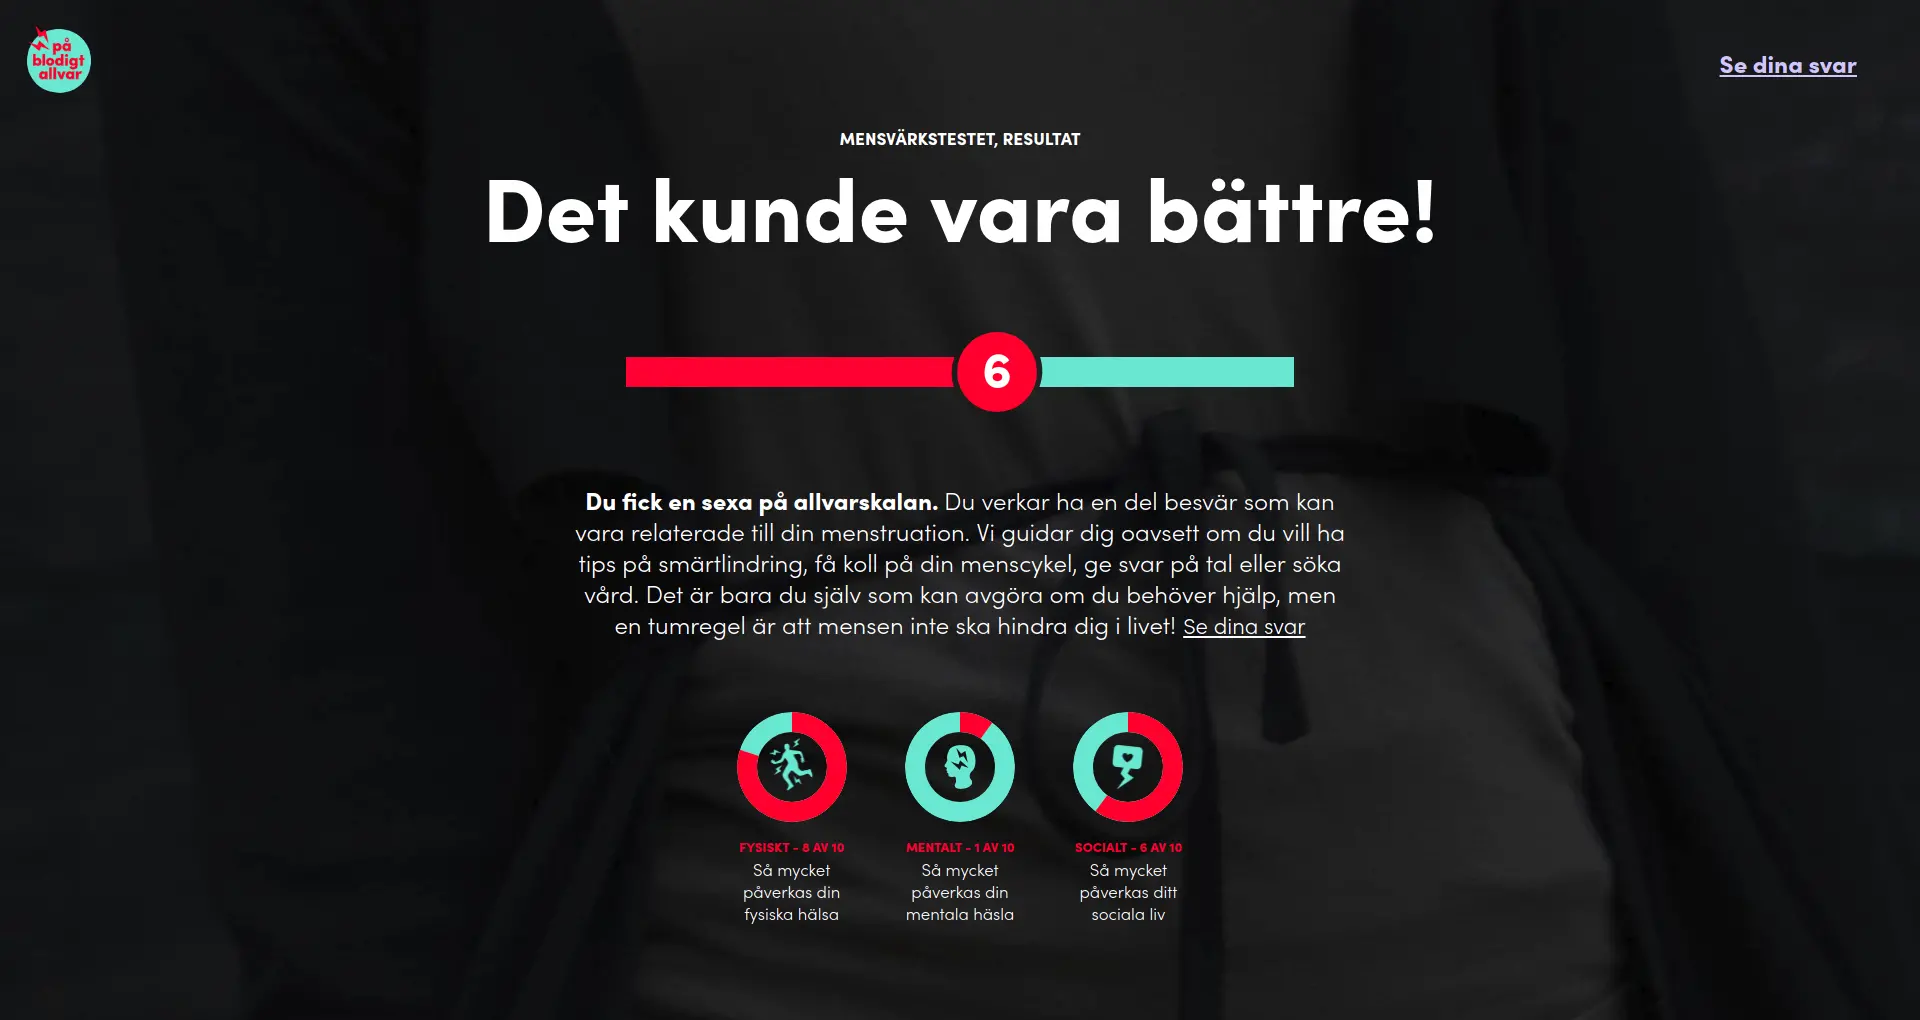 på
blodigt
allvar
Se dina svar
MENSVÄRKSTESTET, RESULTAT
Det kunde vara bättre!
6
Du fick en sexa på allvarskalan. Du verkar ha en del besvär som kan
vara relaterade till din menstruation. Vi guidar dig oavsett om du vill ha
tips på smärtlindring, få koll på din menscykel, ge svar på tal eller söka
vård. Det är bara du själv som kan avgöra om du behöver hjälp, men
en tumregel är att mensen inte ska hindra dig i livet! Se dina svar
FYSISKT - 8 AV 10
Så mycket
påverkas din
fysiska hälsa
MENTALT - 1 AV 10
Så mycket
påverkas din
mentala häsla
SOCIALT - 6 AV 10
Så mycket
påverkas ditt
sociala liv